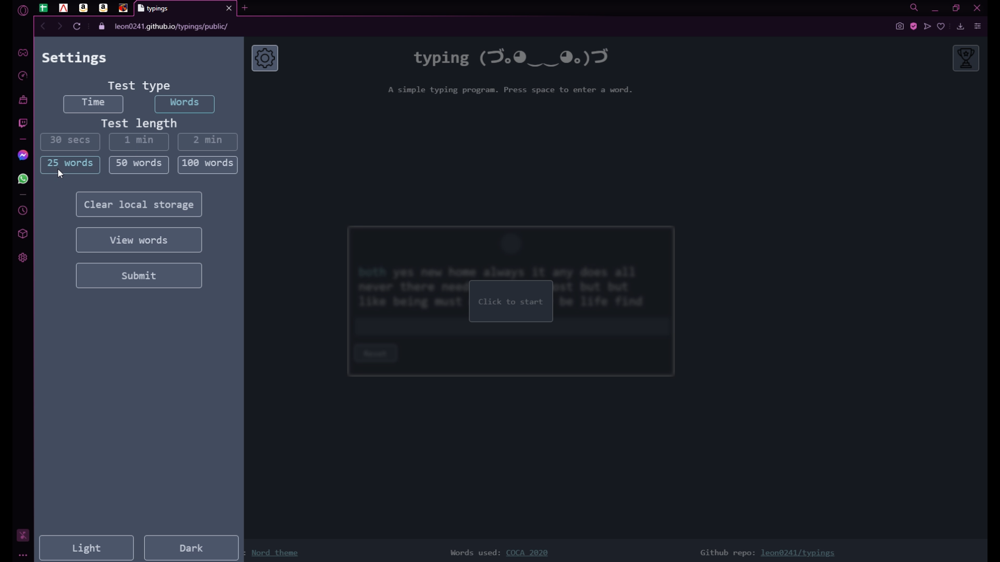 typings
leon0241.github.io/typings/public/
Settings
Test type
Time Words
Test length
30 secs 1 min 2 min
25 words 50 words 100 words
Clear local storage
View words
Submit
Light Dark
typing (づ｡◕‿‿◕｡)づ
A simple typing program. Press space to enter a word.
both yes new home always it any does all
never there need but but
like being must be life find
Click to start
Reset
: Nord theme
Words used: COCA 2020
Github repo: leon0241/typings